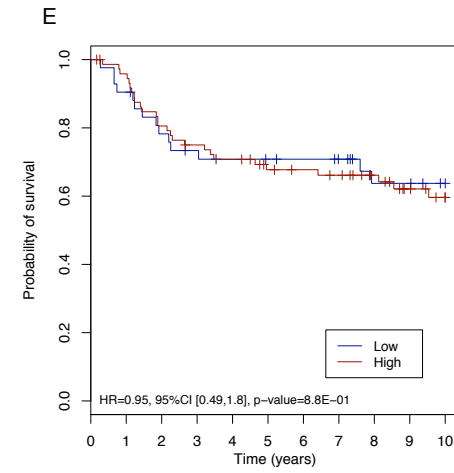 E
Probability of survival
1.0
0.8
0.6
0.4
0.2
0.0
Low
High
HR=0.95, 95%CI [0.49,1.8], p−value=8.8E−01
0 1 2 3 4 5 6 7 8 9 10
Time (years)